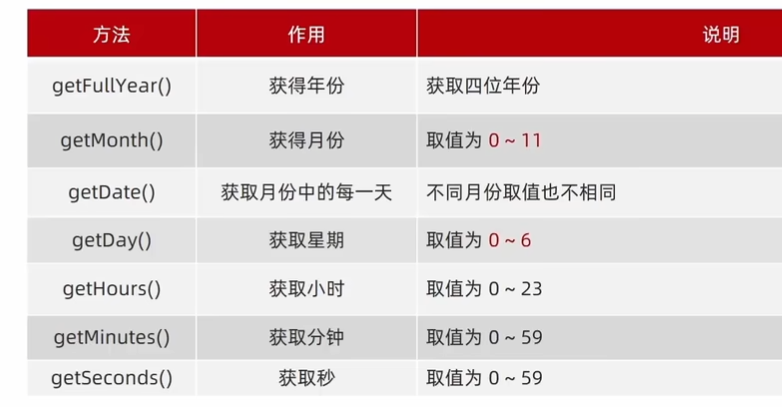 方法 作用 说明
getFullYear() 获得年份 获取四位年份
getMonth() 获得月份 取值为 0 ~ 11
getDate() 获取月份中的每一天 不同月份取值也不相同
getDay() 获取星期 取值为 0 ~ 6
getHours() 获取小时 取值为 0 ~ 23
getMinutes() 获取分钟 取值为 0 ~ 59
getSeconds() 获取秒 取值为 0 ~ 59